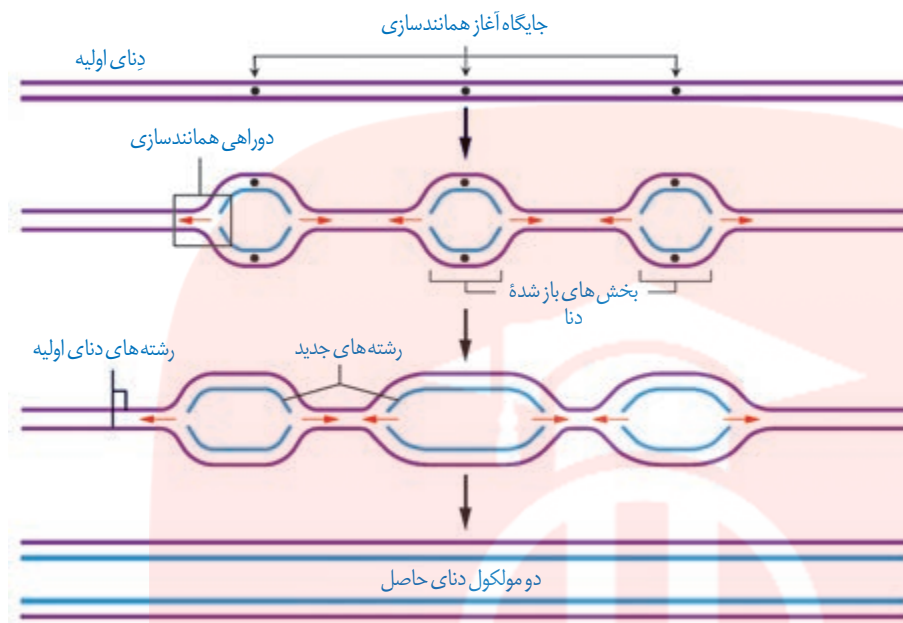 جایگاه آغاز همانندسازی
دِنای اولیه
دوراهی همانندسازی
بخش‌های باز شدهٔ
دنا
رشته‌های دنای اولیه
رشته‌های جدید
دو مولکول دنای حاصل